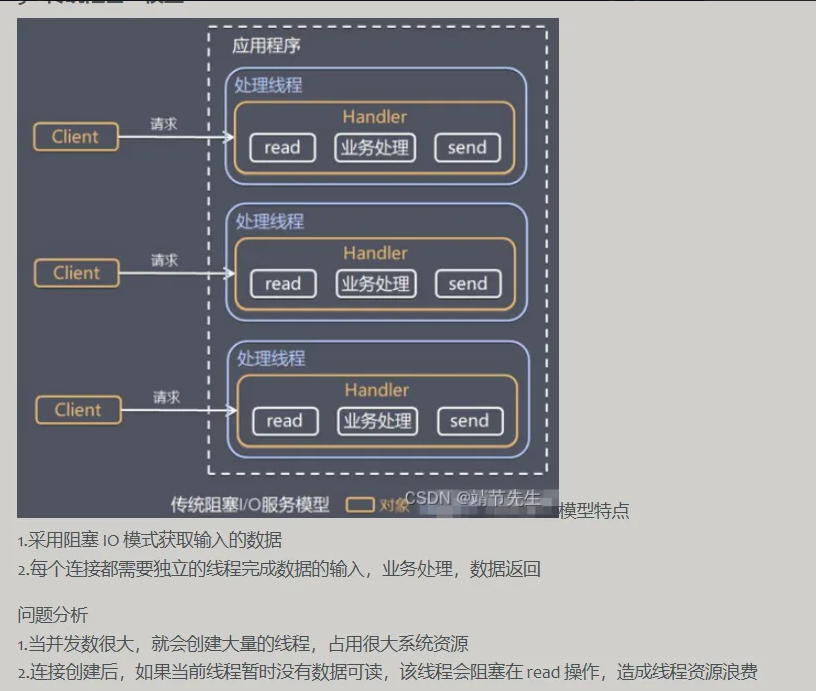 应用程序
处理线程
Handler
Client
请求
read
业务处理
send
处理线程
Handler
Client
请求
read
业务处理
send
处理线程
Handler
Client
请求
read
业务处理
send
传统阻塞I/O服务模型
对象
CSDN @靖节先生
模型特点
1.采用阻塞 IO 模式获取输入的数据
2.每个连接都需要独立的线程完成数据的输入，业务处理，数据返回
问题分析
1.当并发数很大，就会创建大量的线程，占用很大系统资源
2.连接创建后，如果当前线程暂时没有数据可读，该线程会阻塞在 read 操作，造成线程资源浪费